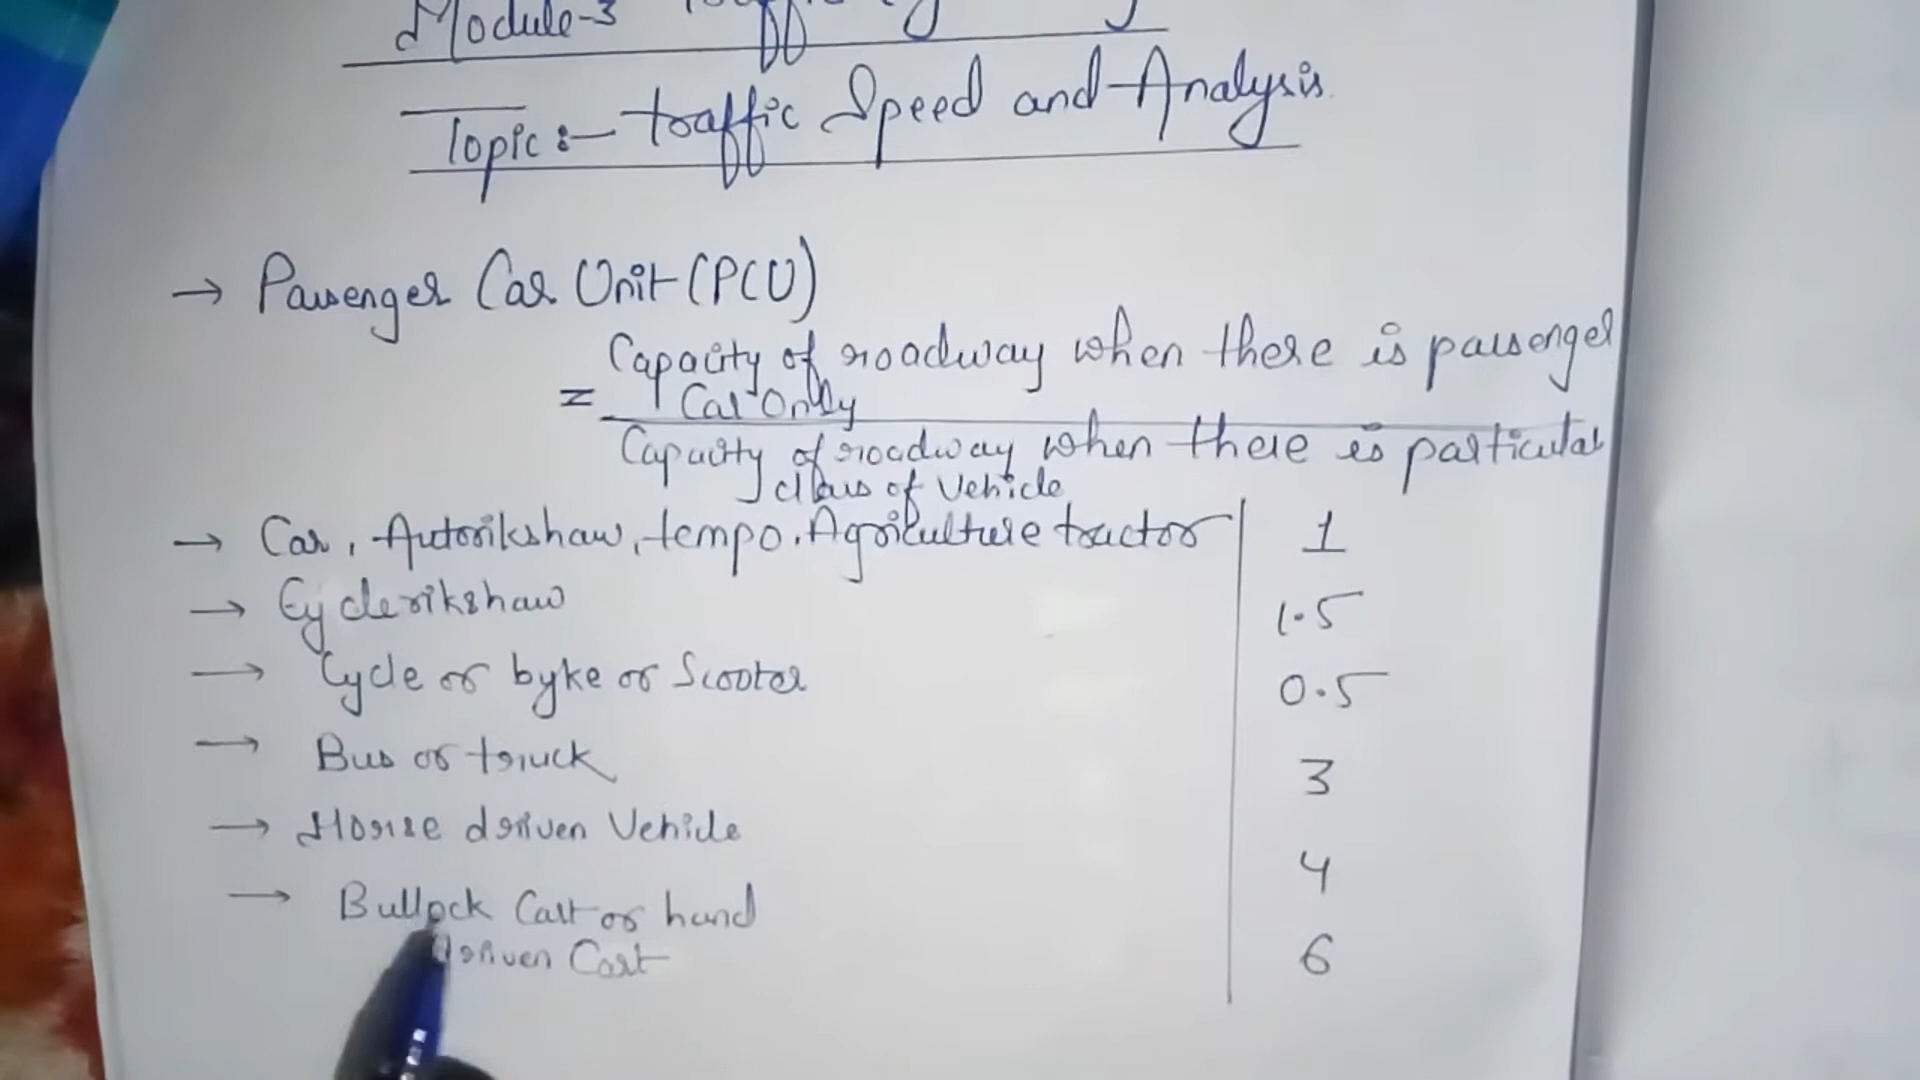 Module-3 Traffic
Topic:- traffic Speed and Analysis
→ Passenger Car Unit (PCU)
= Capacity of roadway when there is passenger
Car Only
Capacity of roadway when there is particular
class of Vehicle
→ Car, Autorikshaw, tempo, Agriculture tractor | 1
→ Cyclerikshaw 1.5
→ Cycle or byke or Scooter 0.5
→ Bus or truck 3
→ Horse driven Vehicle 4
→ Bullock Cart or hand
driven Cart 6